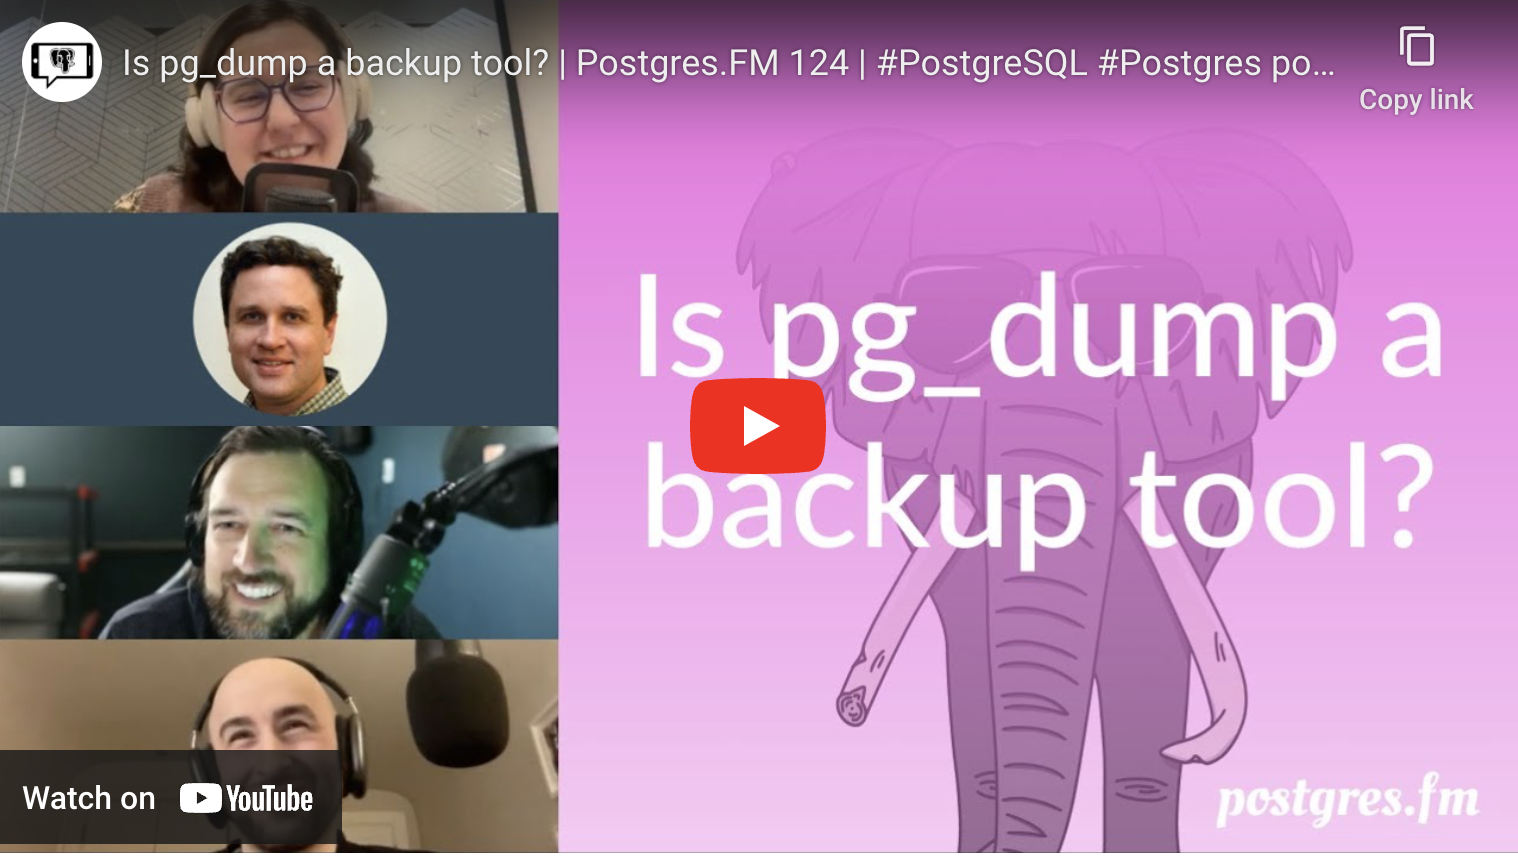 Is pg_dump a backup tool? | Postgres.FM 124 | #PostgreSQL #Postgres po...
Copy link
Is pg_dump a
backup tool?
Watch on YouTube
postgres.fm